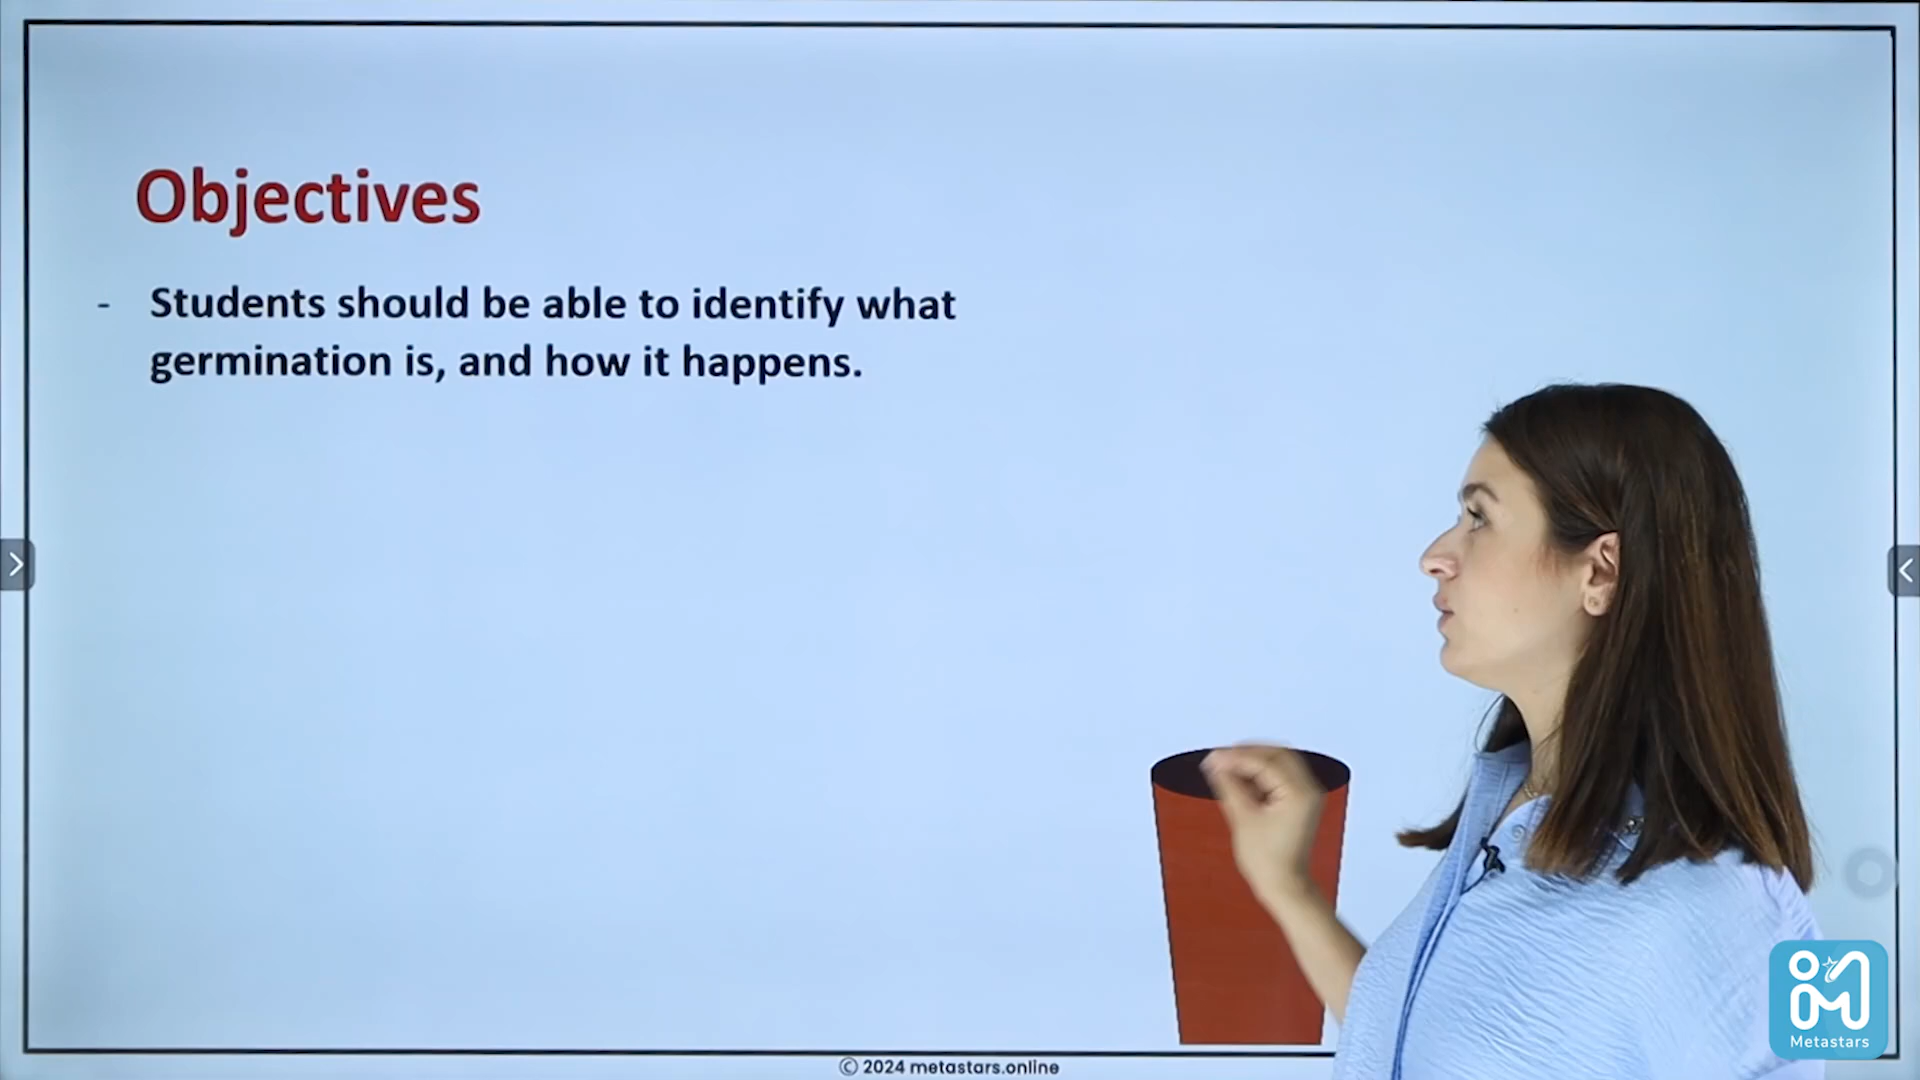 Objectives
- Students should be able to identify what
germination is, and how it happens.
© 2024 metastars.online
Metastars